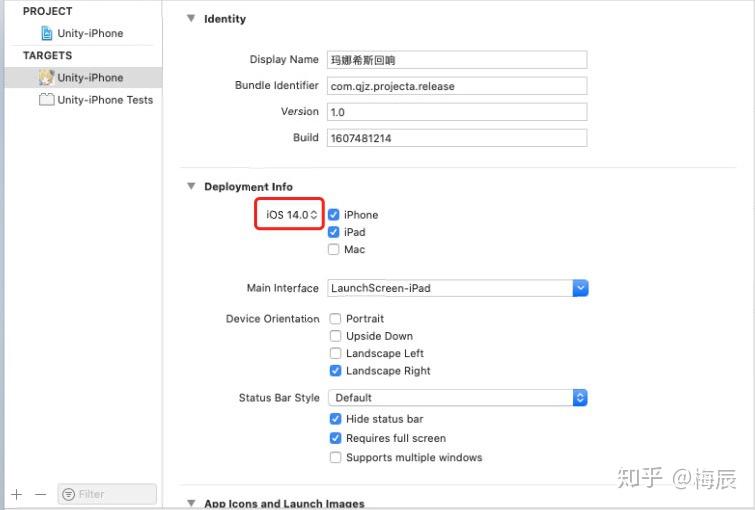 PROJECT
Unity-iPhone
TARGETS
Unity-iPhone
Unity-iPhone Tests
Identity
Display Name 玛娜希斯回响
Bundle Identifier com.qjz.projecta.release
Version 1.0
Build 1607481214
Deployment Info
iOS 14.0 iPhone
iPad
Mac
Main Interface LaunchScreen-iPad
Device Orientation Portrait
Upside Down
Landscape Left
Landscape Right
Status Bar Style Default
Hide status bar
Requires full screen
Supports multiple windows
Filter
App Icons and Launch Images
知乎 @梅辰